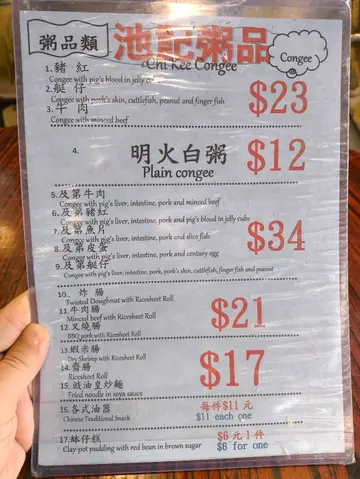 粥品類
池記粥品
Chi Kee Congee
Congee
1. 豬 紅
Congee with pig's blood in jelly cube
2. 艇 仔
Congee with pork's skin, cuttlefish, peanut and finger fish
3. 牛 肉
Congee with minced beef
$23
4. 明火白粥
Plain congee
$12
5. 及第牛肉
Congee with pig's liver, intestine, pork and minced beef
6. 及第豬紅
Congee with pig's liver, intestine, pork and pig's blood in jelly cube
7. 及第魚片
Congee with pig's liver, intestine, pork and slice fish
8. 及第皮蛋
Congee with pig's liver, intestine, pork and century egg
9. 及第艇仔
Congee with pig's liver, intestine, pork, pork's skin, cuttlefish, finger fish and peanut
$34
10. 炸 腸
Twisted Doughnut with Ricesheet Roll
11. 牛肉腸
Minced beef with Ricesheet Roll
12. 叉燒腸
BBQ pork with Ricesheet Roll
$21
13. 蝦米腸
Dry Shrimp with Ricesheet Roll
14. 齋腸
Ricesheet Roll
15. 豉油皇炒麵
Fried noodle in soya sauce
$17
16. 各式油器
Chinese Traditional Snack
每件$11元
$11 each one
17. 砵仔糕
Clay-pot pudding with red bean in brown sugar
$6元1件
$6 for one